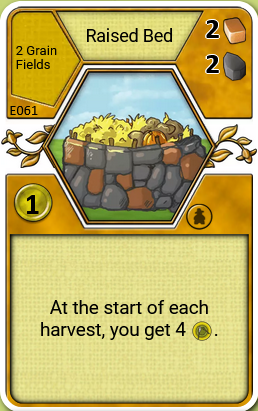 Raised Bed
2
2
2 Grain
Fields
E061
1
At the start of each
harvest, you get 4 .